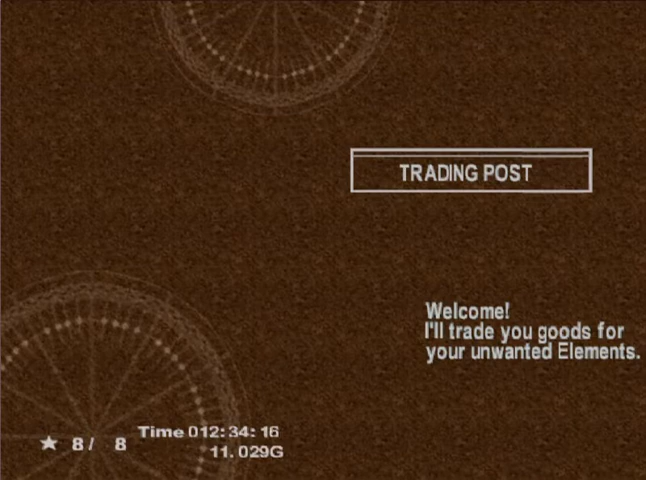 TRADING POST
Welcome!
I'll trade you goods for
your unwanted Elements.
Time 012:34:16
★ 8/ 8
11.029G